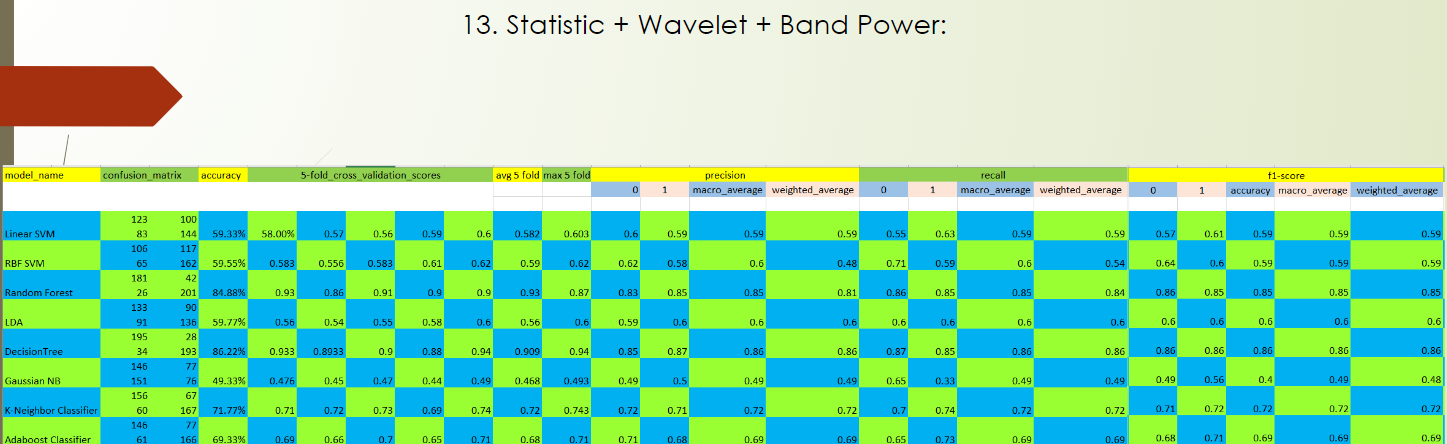 13. Statistic + Wavelet + Band Power:
model_name confusion_matrix accuracy 5-fold_cross_validation_scores avg 5 fold max 5 fold precision recall f1-score
0 1 macro_average weighted_average 0 1 macro_average weighted_average 0 1 accuracy macro_average weighted_average
123 100
Linear SVM 83 144 59.33% 58.00% 0.57 0.56 0.59 0.6 0.582 0.603 0.6 0.59 0.59 0.59 0.55 0.63 0.59 0.59 0.57 0.61 0.59 0.59 0.59
106 117
RBF SVM 65 162 59.55% 0.583 0.556 0.583 0.61 0.62 0.59 0.62 0.62 0.58 0.6 0.48 0.71 0.59 0.6 0.54 0.64 0.6 0.59 0.59 0.59
181 42
Random Forest 26 201 84.88% 0.93 0.86 0.91 0.9 0.9 0.93 0.87 0.83 0.85 0.85 0.81 0.86 0.85 0.85 0.84 0.86 0.85 0.85 0.85 0.85
133 90
LDA 91 136 59.77% 0.56 0.54 0.55 0.58 0.6 0.56 0.6 0.59 0.6 0.6 0.6 0.6 0.6 0.6 0.6 0.6 0.6 0.6 0.6 0.6
195 28
DecisionTree 34 193 86.22% 0.933 0.8933 0.9 0.88 0.94 0.909 0.94 0.85 0.87 0.86 0.86 0.87 0.85 0.86 0.86 0.86 0.86 0.86 0.86 0.86
146 77
Gaussian NB 151 76 49.33% 0.476 0.45 0.47 0.44 0.49 0.468 0.493 0.49 0.5 0.49 0.49 0.65 0.33 0.49 0.49 0.49 0.56 0.4 0.49 0.48
156 67
K-Neighbor Classifier 60 167 71.77% 0.71 0.72 0.73 0.69 0.74 0.72 0.743 0.72 0.71 0.72 0.72 0.7 0.74 0.72 0.72 0.71 0.72 0.72 0.72 0.72
146 77
Adaboost Classifier 61 166 69.33% 0.69 0.66 0.7 0.65 0.71 0.68 0.71 0.71 0.68 0.69 0.69 0.65 0.73 0.69 0.69 0.68 0.71 0.69 0.69 0.69